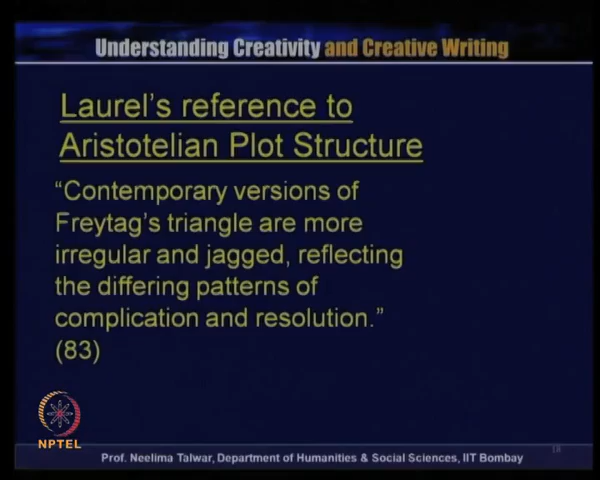 Understanding Creativity and Creative Writing
Laurel's reference to
Aristotelian Plot Structure
"Contemporary versions of
Freytag's triangle are more
irregular and jagged, reflecting
the differing patterns of
complication and resolution."
(83)
NPTEL
Prof. Neelima Talwar, Department of Humanities & Social Sciences, IIT Bombay